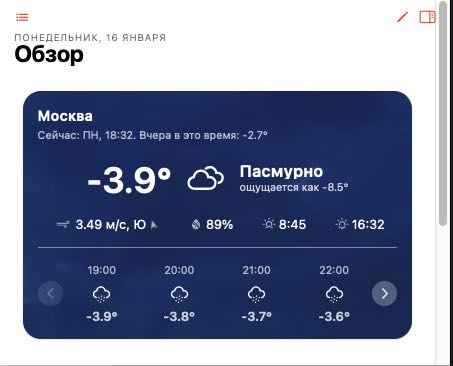 ПОНЕДЕЛЬНИК, 16 ЯНВАРЯ
Обзор
Москва
Сейчас: ПН, 18:32. Вчера в это время: -2.7°
-3.9°
Пасмурно
ощущается как -8.5°
3.49 м/с, Ю 89% 8:45 16:32
19:00 20:00 21:00 22:00
-3.9° -3.8° -3.7° -3.6°